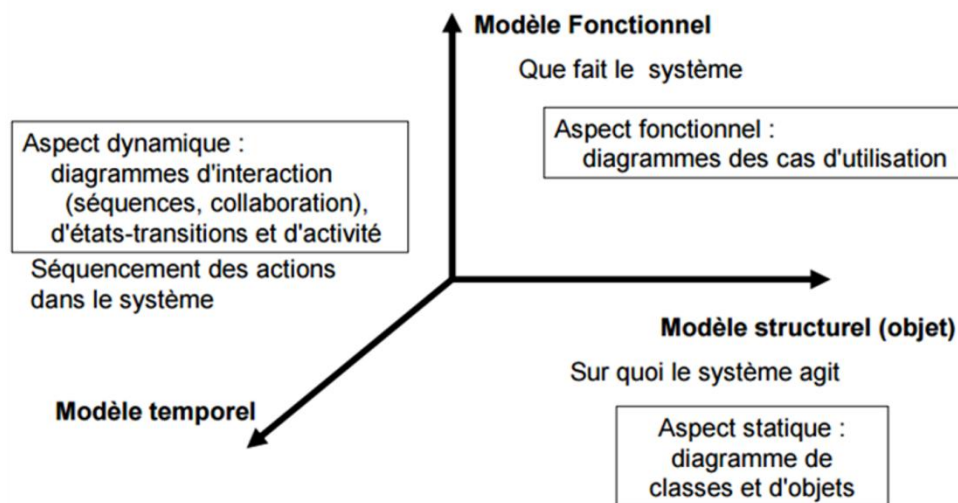 Modèle Fonctionnel
Que fait le système
Aspect fonctionnel :
diagrammes des cas d'utilisation
Aspect dynamique :
diagrammes d'interaction
(séquences, collaboration),
d'états-transitions et d'activité
Séquencement des actions
dans le système
Modèle temporel
Modèle structurel (objet)
Sur quoi le système agit
Aspect statique :
diagramme de
classes et d'objets